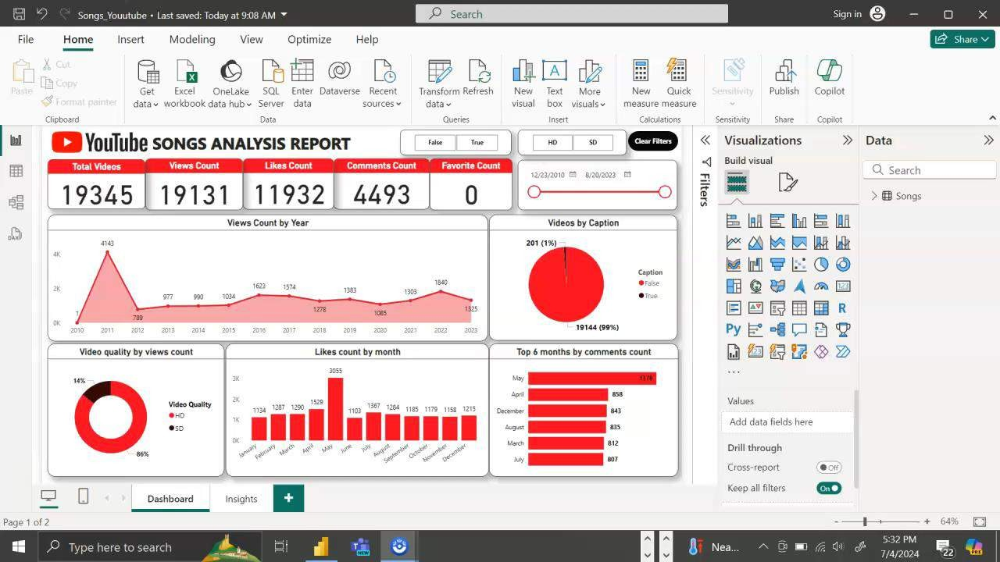 Songs_Youutube • Last saved: Today at 9:08 AM
Search
Sign in
File Home Insert Modeling View Optimize Help
Share
Paste
Cut
Copy
Format painter
Get data
Excel workbook
OneLake data hub
SQL Server
Enter data
Dataverse
Recent sources
Transform data
Refresh
New visual
Text box
More visuals
New measure
Quick measure
Sensitivity
Publish
Copilot
Clipboard
Data
Queries
Insert
Calculations
Sensitivity
Share
Copilot
YouTube SONGS ANALYSIS REPORT
False True
HD SD
Clear Filters
Total Videos
19345
Views Count
19131
Likes Count
11932
Comments Count
4493
Favorite Count
0
12/23/2010 8/20/2023
Views Count by Year
4K
2K
0K
1
4143
789
977
990
1034
1623
1574
1278
1383
1085
1303
1840
1325
2010 2011 2012 2013 2014 2015 2016 2017 2018 2019 2020 2021 2022 2023
Videos by Caption
201 (1%)
19144 (99%)
Caption
False
True
Video quality by views count
14%
86%
Video Quality
HD
SD
Likes count by month
3K
2K
1K
0K
1134 1287 1290 1529 3055 1103 1367 1264 1185 1179 1158 1215
January February March April May June July August September October November December
Top 6 months by comments count
May 1378
April 858
December 843
August 835
March 812
July 807
Filters
Visualizations
Build visual
123
R
Py
...
Values
Add data fields here
Drill through
Cross-report
Off
Keep all filters
On
Data
Search
Songs
DAX
Dashboard
Insights
+
Page 1 of 2
- + 64%
Type here to search
NEW
Nea...
5:32 PM
7/4/2024
22
PRE